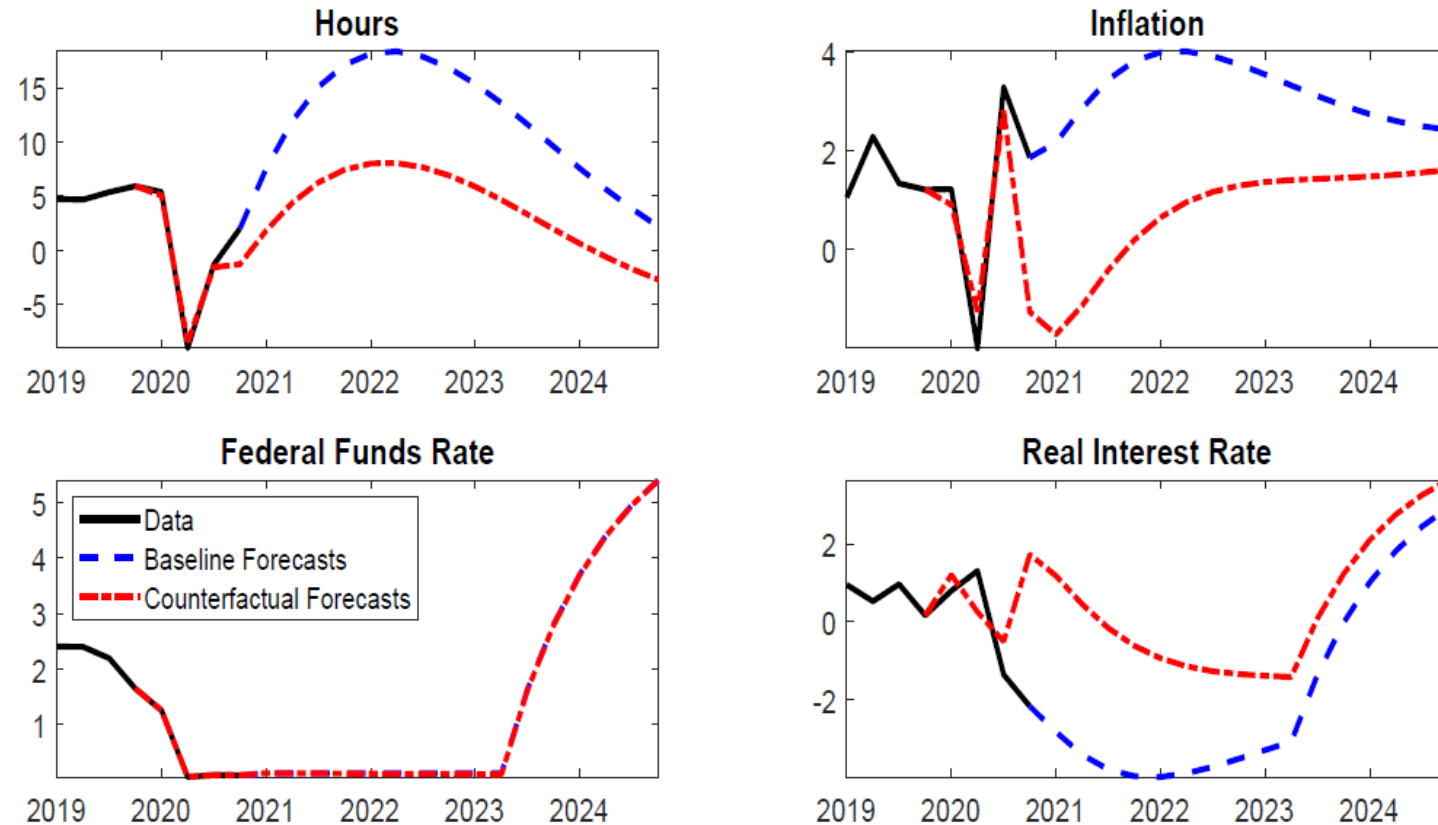 Hours
15
10
5
0
-5
2019 2020 2021 2022 2023 2024
Inflation
4
2
0
2019 2020 2021 2022 2023 2024
Federal Funds Rate
5
4
3
2
1
Data
Baseline Forecasts
Counterfactual Forecasts
2019 2020 2021 2022 2023 2024
Real Interest Rate
2
0
-2
2019 2020 2021 2022 2023 2024